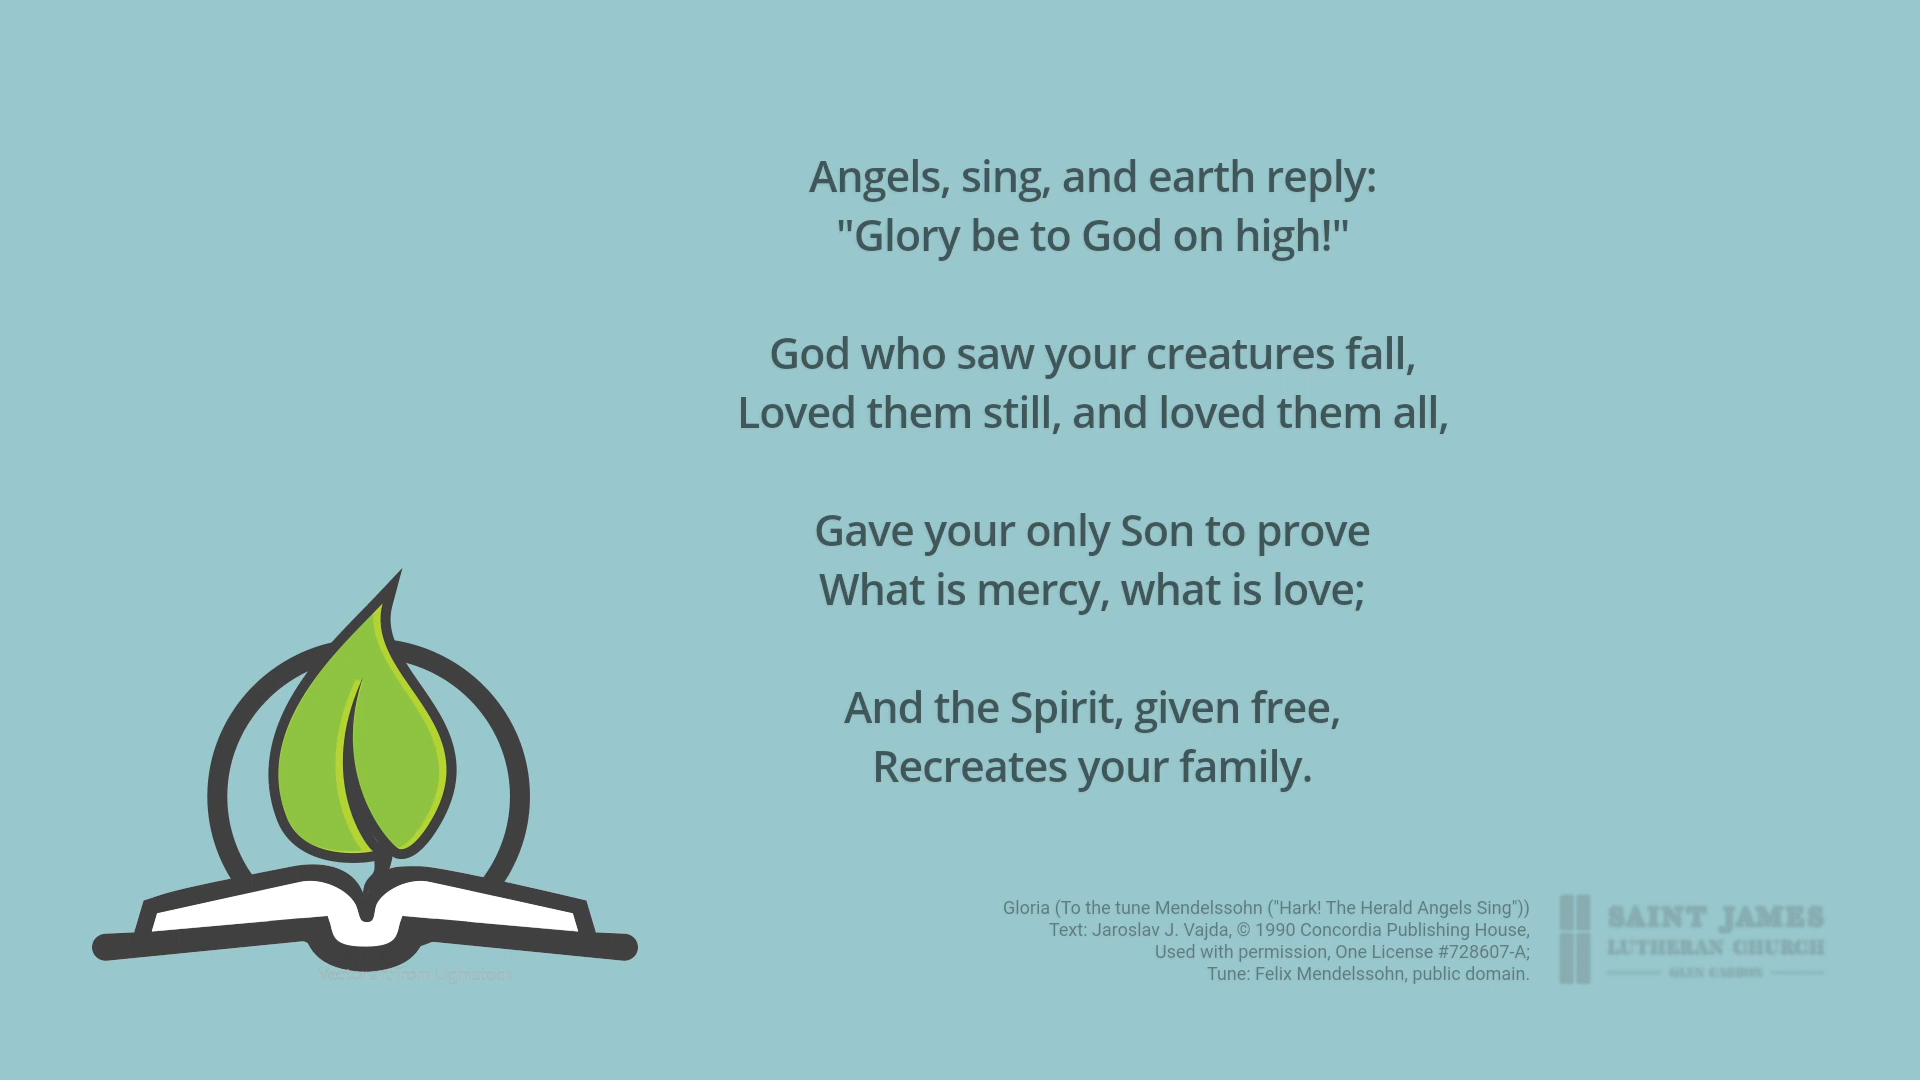 Angels, sing, and earth reply:
"Glory be to God on high!"
God who saw your creatures fall,
Loved them still, and loved them all,
Gave your only Son to prove
What is mercy, what is love;
And the Spirit, given free,
Recreates your family.
Gloria (To the tune Mendelssohn ("Hark! The Herald Angels Sing"))
Text: Jaroslav J. Vajda, © 1990 Concordia Publishing House,
Used with permission, One License #728607-A;
Tune: Felix Mendelssohn, public domain.
SAINT JAMES
LUTHERAN CHURCH
GLEN CARBON
from Lightstock